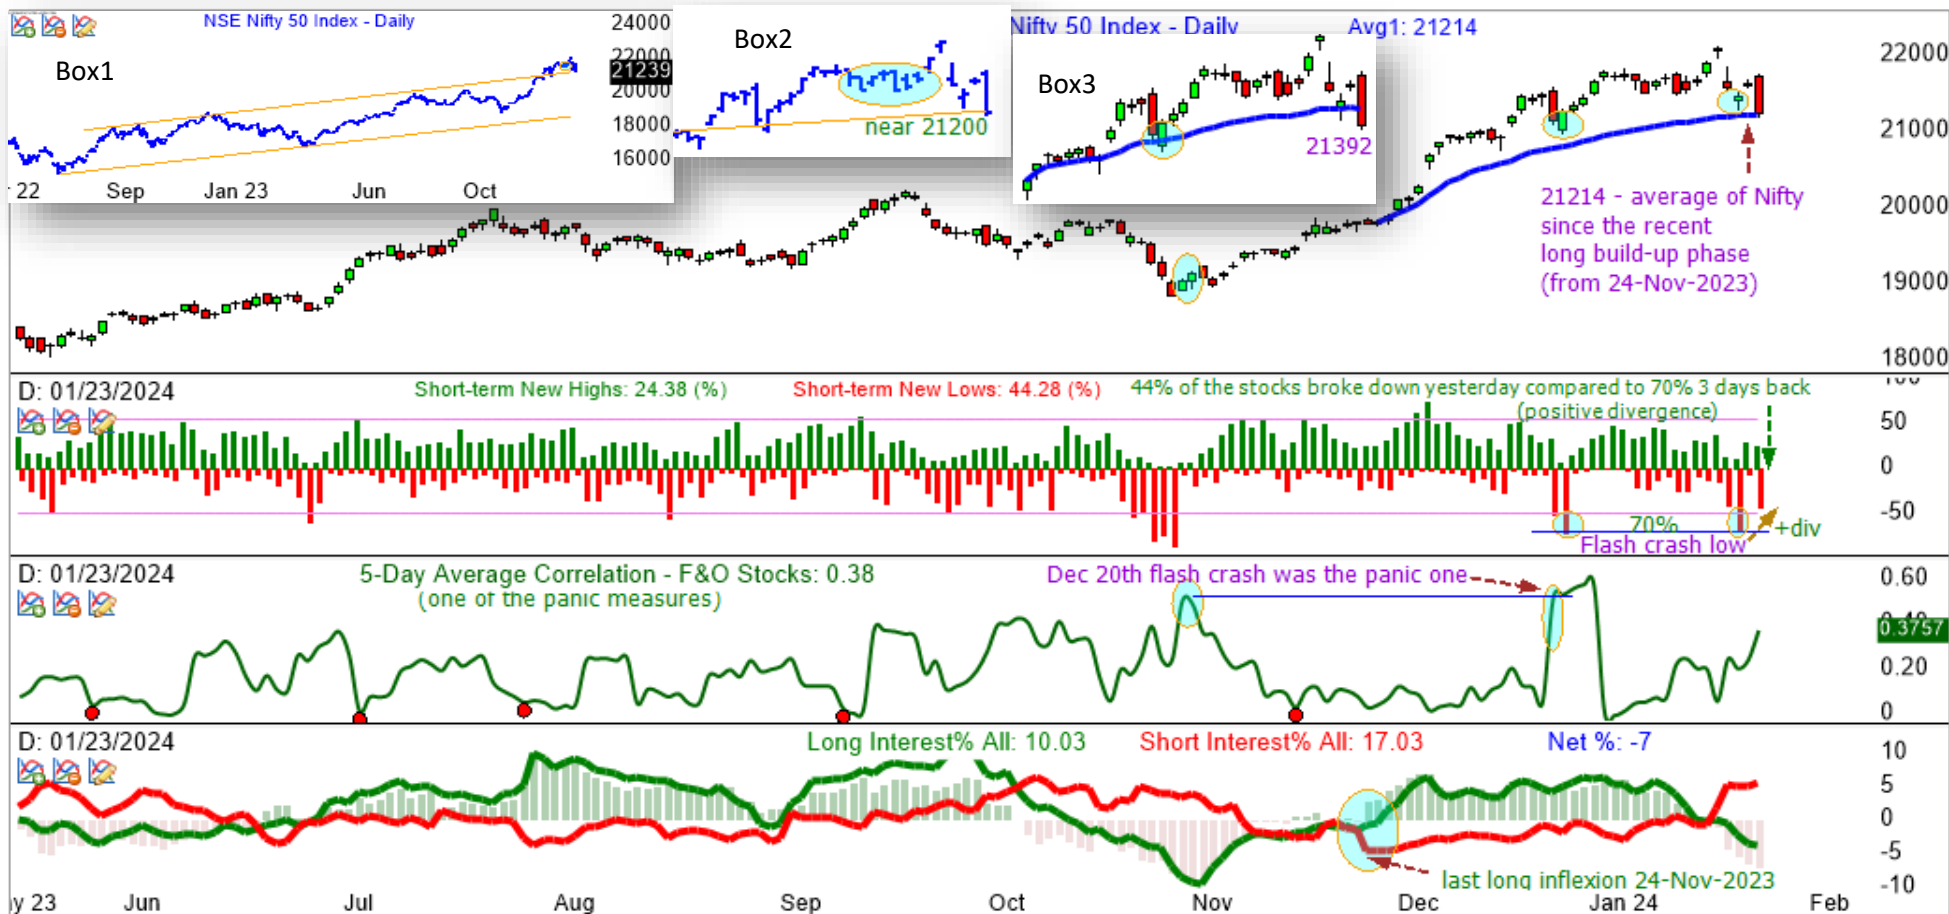 NSE Nifty 50 Index - Daily
24000
22000
21239
20000
18000
16000
Box1
22
Sep
Jan 23
Jun
Oct
Box2
near 21200
Nifty 50 Index - Daily
Avg1: 21214
Box3
21392
22000
21000
20000
19000
18000
21214 - average of Nifty
since the recent
long build-up phase
(from 24-Nov-2023)
D: 01/23/2024
Short-term New Highs: 24.38 (%)
Short-term New Lows: 44.28 (%)
44% of the stocks broke down yesterday compared to 70% 3 days back
(positive divergence)
100
50
0
-50
70%
+div
Flash crash low
D: 01/23/2024
5-Day Average Correlation - F&O Stocks: 0.38
(one of the panic measures)
Dec 20th flash crash was the panic one
0.60
0.40
0.3757
0.20
0
D: 01/23/2024
Long Interest% All: 10.03
Short Interest% All: 17.03
Net %: -7
10
5
0
-5
-10
last long inflexion 24-Nov-2023
y 23
Jun
Jul
Aug
Sep
Oct
Nov
Dec
Jan 24
Feb